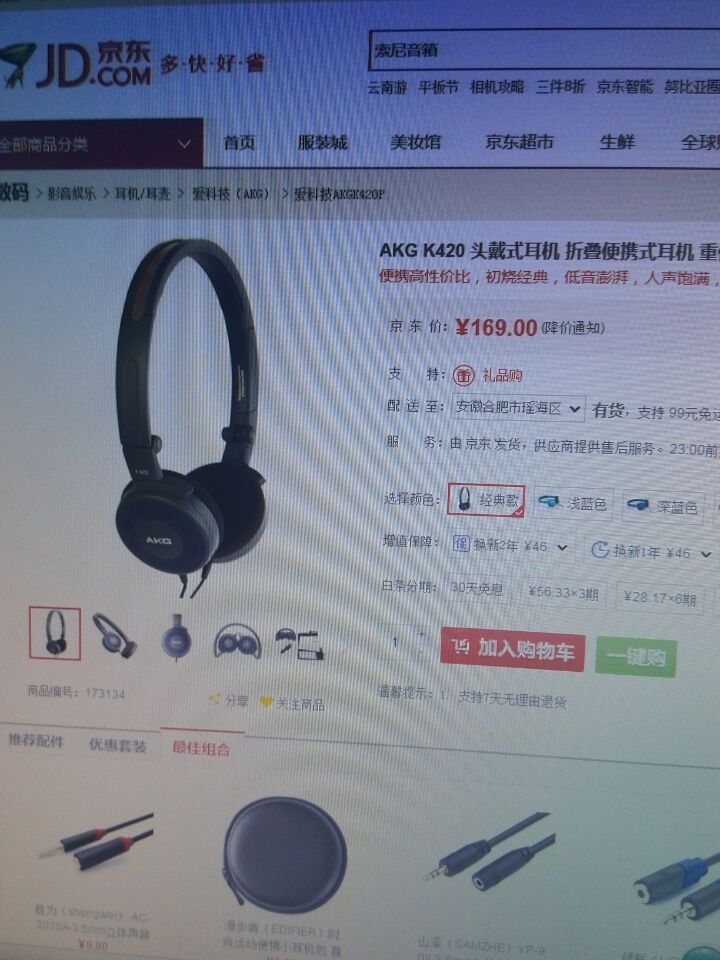 JD.COM 京东 多·快·好·省
索尼音箱
云南游 平板节 相机攻略 三件8折 京东智能 努比亚圈
全部商品分类 首页 服装城 美妆馆 京东超市 生鲜 全球
数码 > 影音娱乐 > 耳机/耳麦 > 爱科技（AKG） > 爱科技AKGK420P
AKG K420 头戴式耳机 折叠便携式耳机 重
便携高性价比，初烧经典，低音澎湃，人声饱满，
京东价：¥169.00 (降价通知)
支持：礼品购
配送至：安徽合肥市瑶海区 有货，支持 99元免
服务：由 京东 发货，供应商提供售后服务。23:00前
选择颜色：经典款 浅蓝色 深蓝色
增值保障：保 换新2年 ¥46 换新1年 ¥46
白条分期：30天免息 ¥56.33×3期 ¥28.17×6期
1 加入购物车 一键购
K 420
AKG
商品编号：173134 分享 关注商品
温馨提示：1. 支持7天无理由退货
推荐配件 优惠套装 最佳组合
胜为（shengwei） AC-
2010A 3.5mm立体声音
¥9.90
漫步者（EDIFIER）时
尚运动便携小耳机包 直
山泽（SAMZHE）YP-9